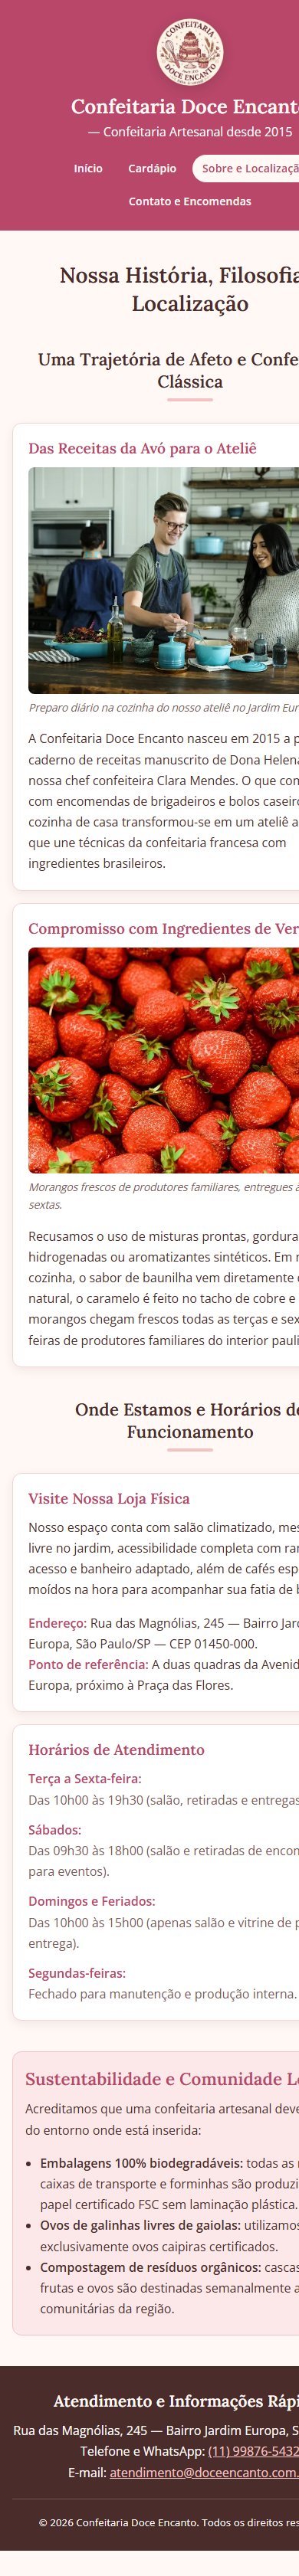 CONFEITARIA
DOCE ENCANTO
Confeitaria Doce Encant
— Confeitaria Artesanal desde 2015
Início Cardápio Sobre e Localizaçã
Contato e Encomendas
Nossa História, Filosofia
Localização
Uma Trajetória de Afeto e Confe
Clássica
Das Receitas da Avó para o Ateliê
Preparo diário na cozinha do nosso ateliê no Jardim Eur
A Confeitaria Doce Encanto nasceu em 2015 a p
caderno de receitas manuscrito de Dona Helena
nossa chef confeiteira Clara Mendes. O que com
com encomendas de brigadeiros e bolos caseiro
cozinha de casa transformou-se em um ateliê a
que une técnicas da confeitaria francesa com
ingredientes brasileiros.
Compromisso com Ingredientes de Ver
Morangos frescos de produtores familiares, entregues à
sextas.
Recusamos o uso de misturas prontas, gordura
hidrogenadas ou aromatizantes sintéticos. Em n
cozinha, o sabor de baunilha vem diretamente
natural, o caramelo é feito no tacho de cobre e
morangos chegam frescos todas as terças e sex
feiras de produtores familiares do interior pauli
Onde Estamos e Horários de
Funcionamento
Visite Nossa Loja Física
Nosso espaço conta com salão climatizado, mes
livre no jardim, acessibilidade completa com ram
acesso e banheiro adaptado, além de cafés esp
moídos na hora para acompanhar sua fatia de b
Endereço: Rua das Magnólias, 245 — Bairro Jard
Europa, São Paulo/SP — CEP 01450-000.
Ponto de referência: A duas quadras da Avenid
Europa, próximo à Praça das Flores.
Horários de Atendimento
Terça a Sexta-feira:
Das 10h00 às 19h30 (salão, retiradas e entregas
Sábados:
Das 09h30 às 18h00 (salão e retiradas de encom
para eventos).
Domingos e Feriados:
Das 10h00 às 15h00 (apenas salão e vitrine de p
entrega).
Segundas-feiras:
Fechado para manutenção e produção interna.
Sustentabilidade e Comunidade L
Acreditamos que uma confeitaria artesanal deve
do entorno onde está inserida:
Embalagens 100% biodegradáveis: todas as n
caixas de transporte e forminhas são produzi
papel certificado FSC sem laminação plástica.
Ovos de galinhas livres de gaiolas: utilizamos
exclusivamente ovos caipiras certificados.
Compostagem de resíduos orgânicos: cascas
frutas e ovos são destinadas semanalmente a
comunitárias da região.
Atendimento e Informações Rápi
Rua das Magnólias, 245 — Bairro Jardim Europa, S
Telefone e WhatsApp: (11) 99876-5432
E-mail: atendimento@doceencanto.com.
© 2026 Confeitaria Doce Encanto. Todos os direitos res